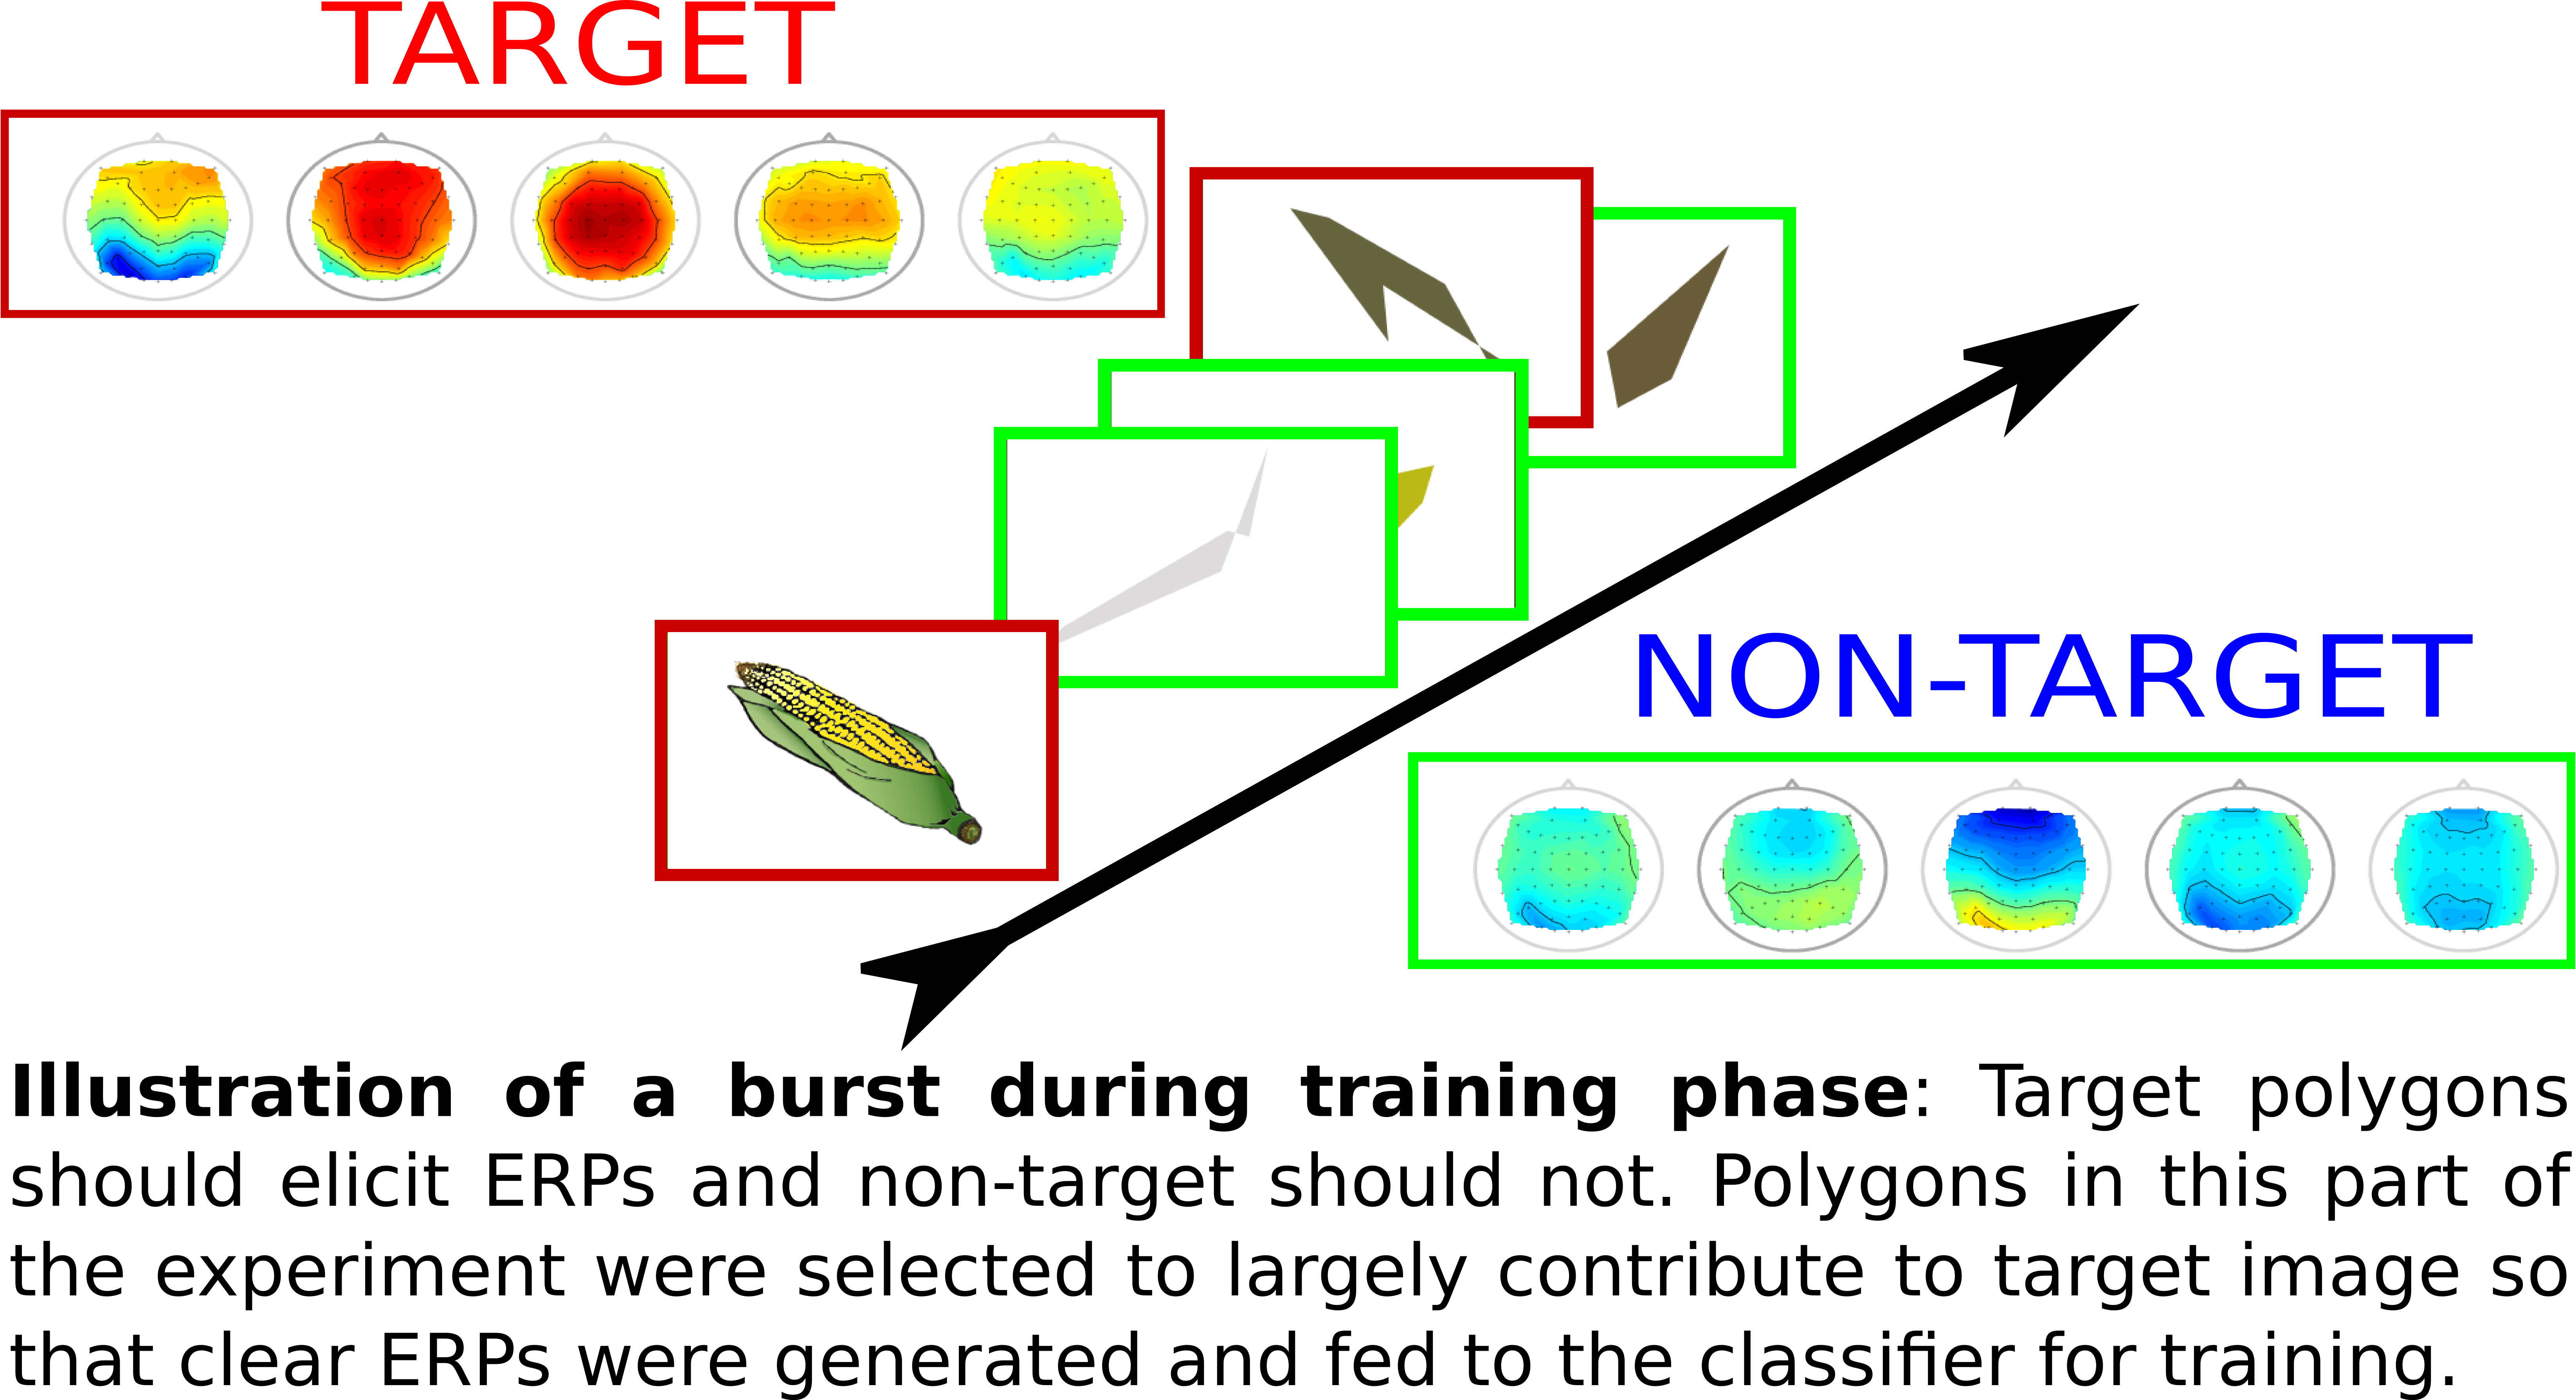 TARGET
NON-TARGET
Illustration of a burst during training phase: Target polygons
should elicit ERPs and non-target should not. Polygons in this part of
the experiment were selected to largely contribute to target image so
that clear ERPs were generated and fed to the classifier for training.